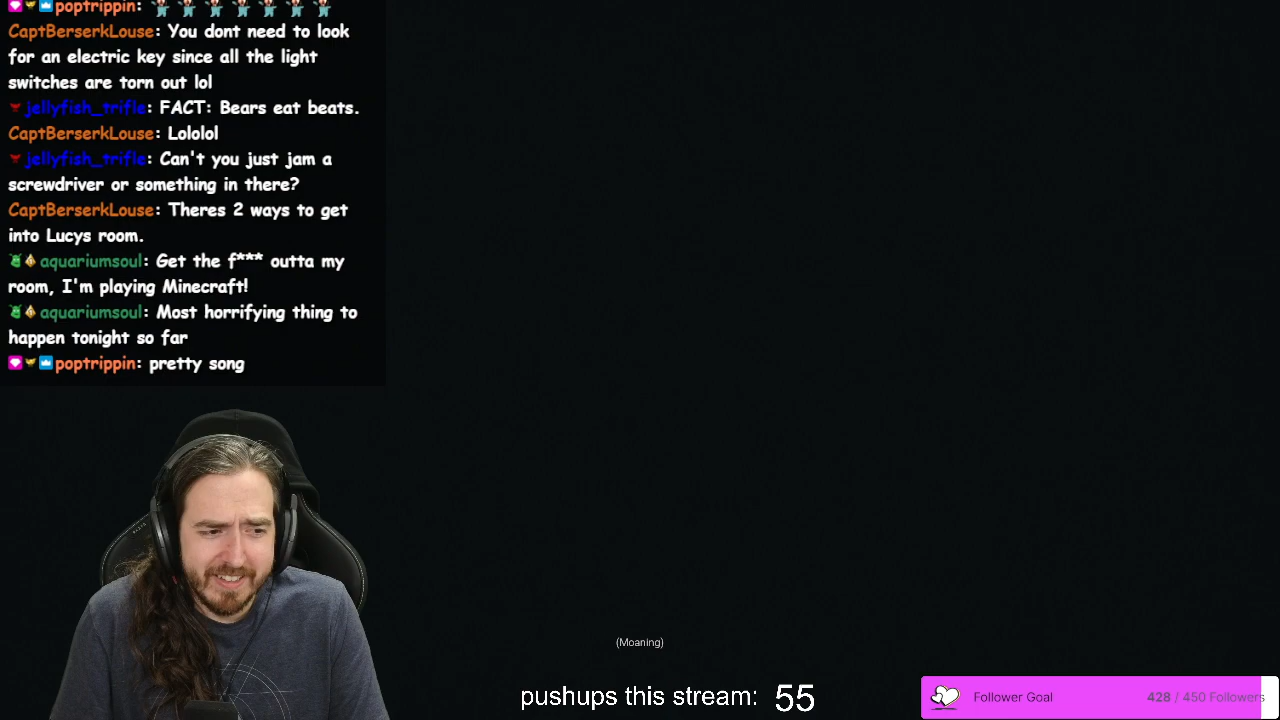 poptrippin:
CaptBerserkLouse: You dont need to look
for an electric key since all the light
switches are torn out lol
jellyfish_trifle: FACT: Bears eat beats.
CaptBerserkLouse: Lololol
jellyfish_trifle: Can't you just jam a
screwdriver or something in there?
CaptBerserkLouse: Theres 2 ways to get
into Lucys room.
aquariumsoul: Get the f*** outta my
room, I'm playing Minecraft!
aquariumsoul: Most horrifying thing to
happen tonight so far
poptrippin: pretty song
(Moaning)
pushups this stream: 55
Follower Goal 428 / 450 Followers